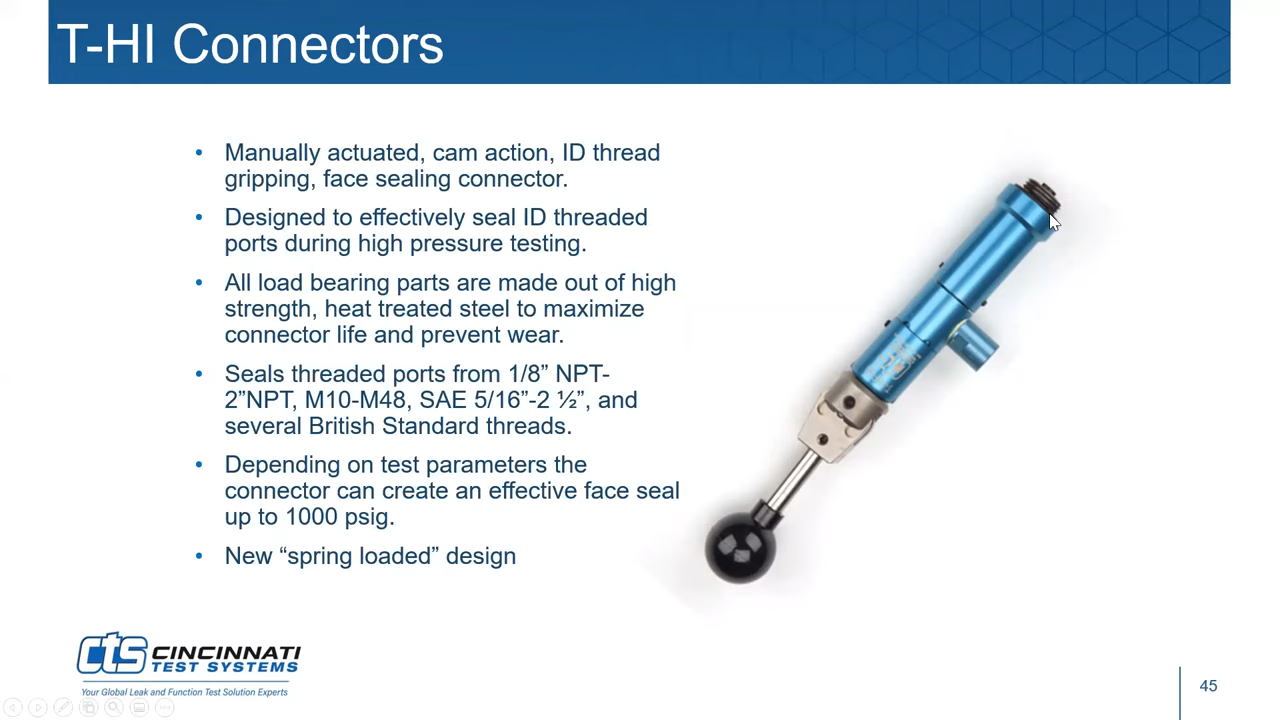 T-HI Connectors
• Manually actuated, cam action, ID thread
gripping, face sealing connector.
• Designed to effectively seal ID threaded
ports during high pressure testing.
• All load bearing parts are made out of high
strength, heat treated steel to maximize
connector life and prevent wear.
• Seals threaded ports from 1/8” NPT-
2”NPT, M10-M48, SAE 5/16”-2 ½”, and
several British Standard threads.
• Depending on test parameters the
connector can create an effective face seal
up to 1000 psig.
• New “spring loaded” design
cts CINCINNATI
TEST SYSTEMS
Your Global Leak and Function Test Solution Experts
45